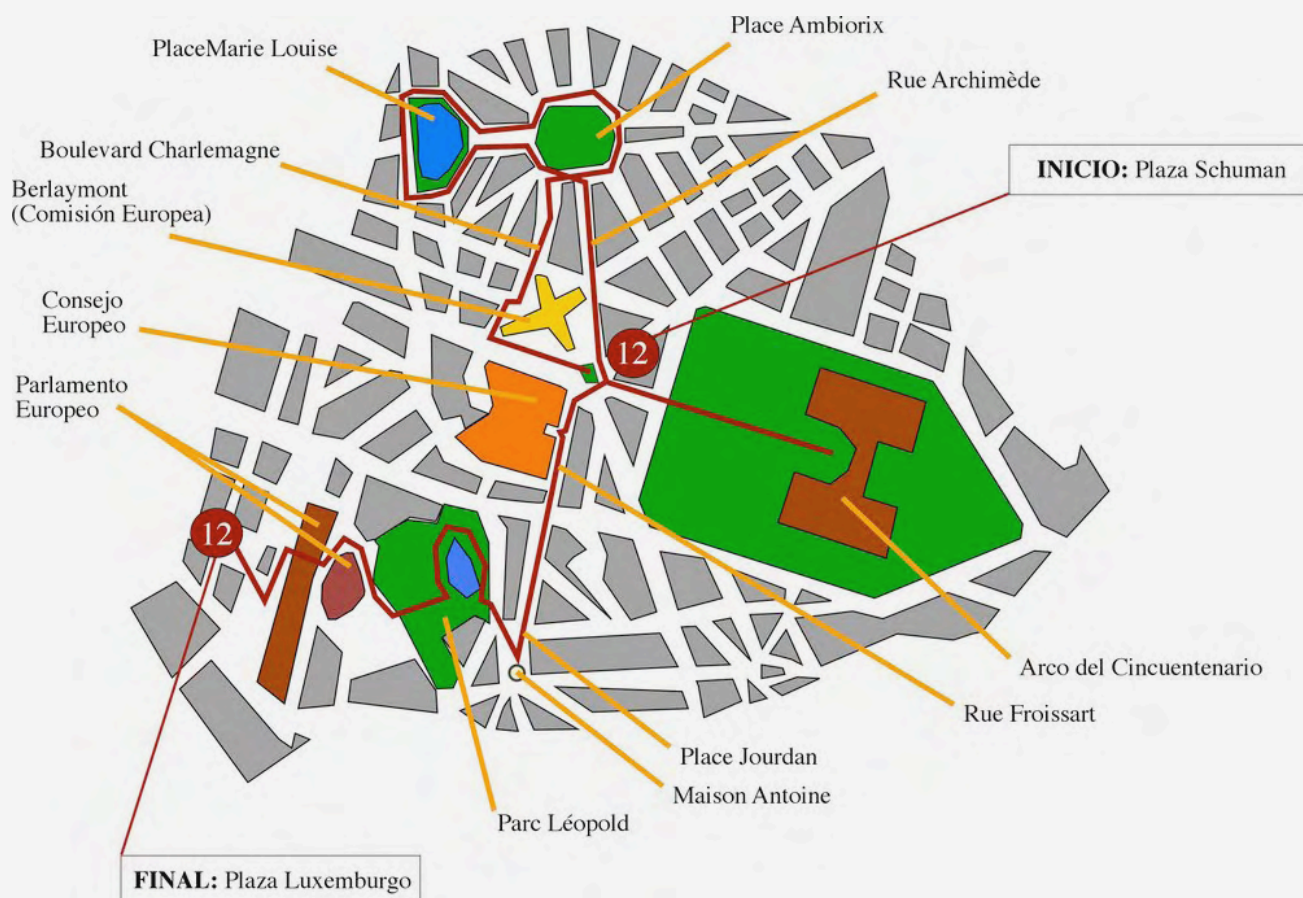 Place Ambiorix
PlaceMarie Louise
Rue Archimède
Boulevard Charlemagne
INICIO: Plaza Schuman
Berlaymont
(Comisión Europea)
Consejo
Europeo
12
Parlamento
Europeo
12
Arco del Cincuentenario
Rue Froissart
Place Jourdan
Maison Antoine
Parc Léopold
FINAL: Plaza Luxemburgo